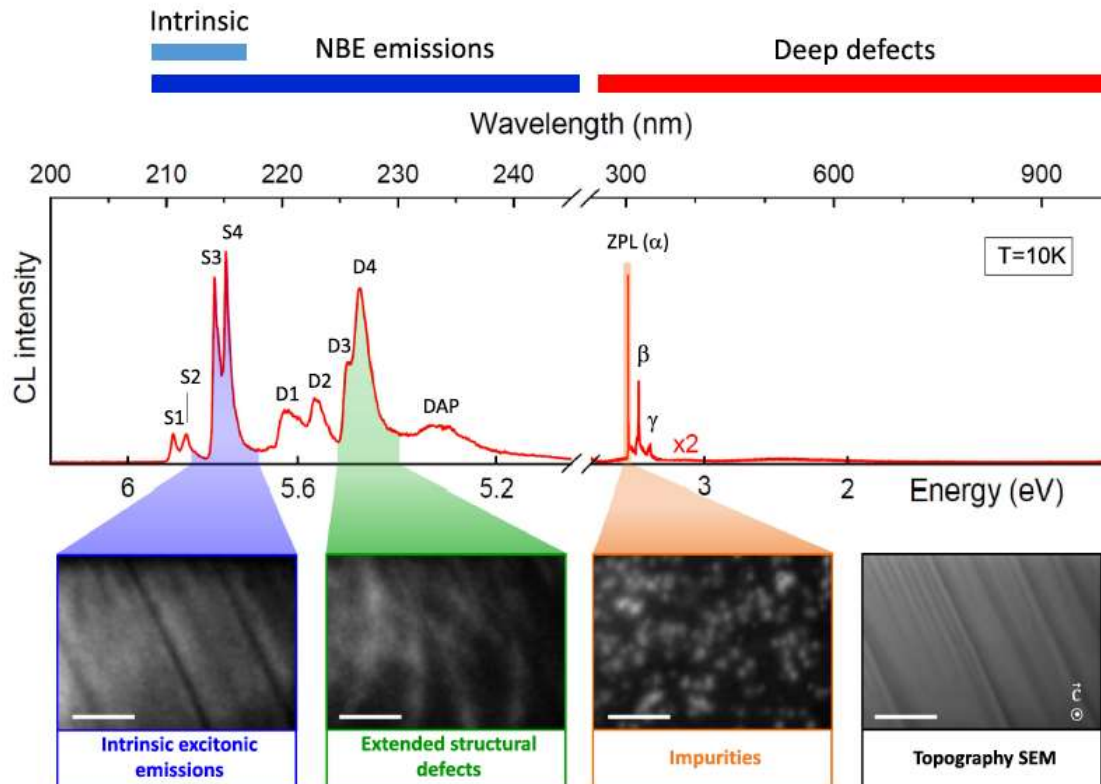 Intrinsic
NBE emissions
Deep defects
Wavelength (nm)
200 210 220 230 240 300 600 900
CL intensity
S1
S2
S3
S4
D1
D2
D3
D4
DAP
ZPL (α)
β
γ
x2
T=10K
6 5.6 5.2 3 2 Energy (eV)
Intrinsic excitonic
emissions
Extended structural
defects
Impurities
c
Topography SEM